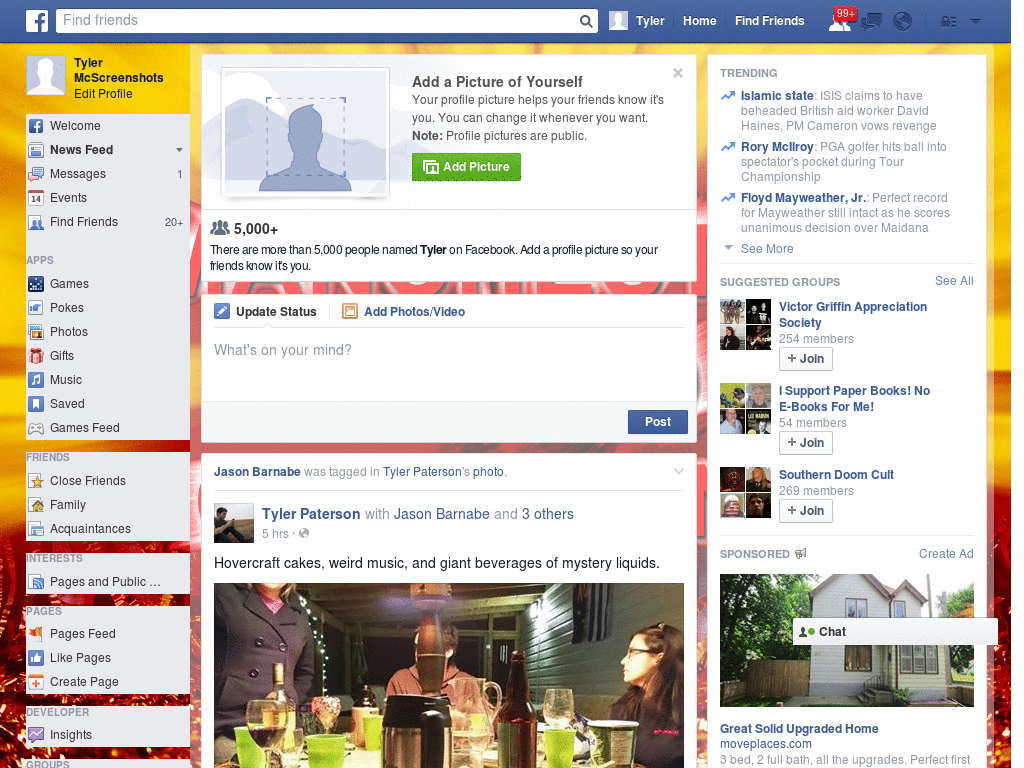 Find friends
Tyler
Home
Find Friends
99+
Tyler
McScreenshots
Edit Profile
Welcome
News Feed
Messages 1
14 Events
Find Friends 20+
APPS
Games
Pokes
Photos
Gifts
Music
Saved
Games Feed
FRIENDS
Close Friends
Family
Acquaintances
INTERESTS
Pages and Public ...
PAGES
Pages Feed
Like Pages
Create Page
DEVELOPER
Insights
GROUPS
Add a Picture of Yourself
Your profile picture helps your friends know it's
you. You can change it whenever you want.
Note: Profile pictures are public.
Add Picture
5,000+
There are more than 5,000 people named Tyler on Facebook. Add a profile picture so your
friends know it's you.
Update Status
Add Photos/Video
What's on your mind?
Post
Jason Barnabe was tagged in Tyler Paterson's photo.
Tyler Paterson with Jason Barnabe and 3 others
5 hrs ·
Hovercraft cakes, weird music, and giant beverages of mystery liquids.
TRENDING
Islamic state: ISIS claims to have
beheaded British aid worker David
Haines, PM Cameron vows revenge
Rory McIlroy: PGA golfer hits ball into
spectator's pocket during Tour
Championship
Floyd Mayweather, Jr.: Perfect record
for Mayweather still intact as he scores
unanimous decision over Maidana
See More
SUGGESTED GROUPS See All
Victor Griffin Appreciation
Society
254 members
+ Join
I Support Paper Books! No
E-Books For Me!
54 members
+ Join
Southern Doom Cult
269 members
+ Join
SPONSORED Create Ad
Chat
Great Solid Upgraded Home
moveplaces.com
3 bed, 2 full bath, all the upgrades. Perfect first